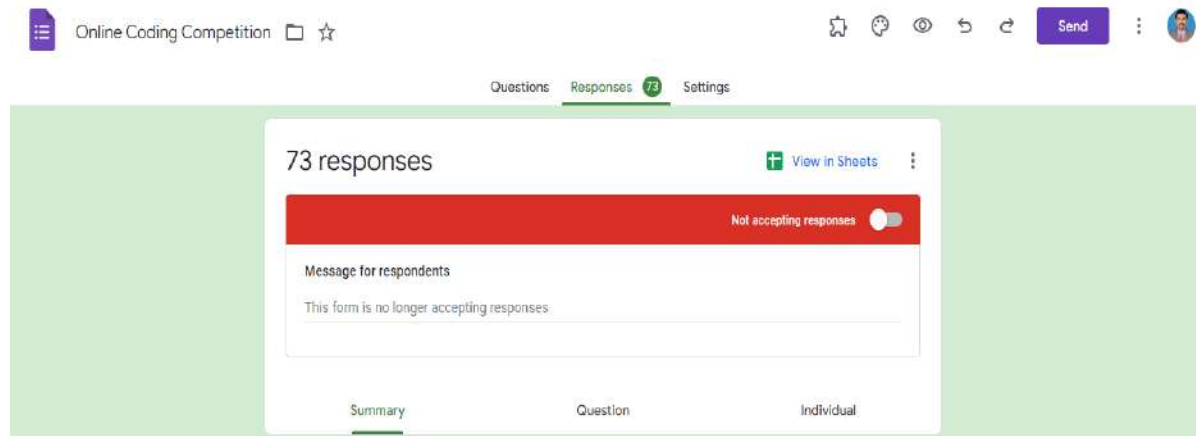 Online Coding Competition
Send
Questions Responses 73 Settings
73 responses
View in Sheets
Not accepting responses
Message for respondents
This form is no longer accepting responses
Summary Question Individual